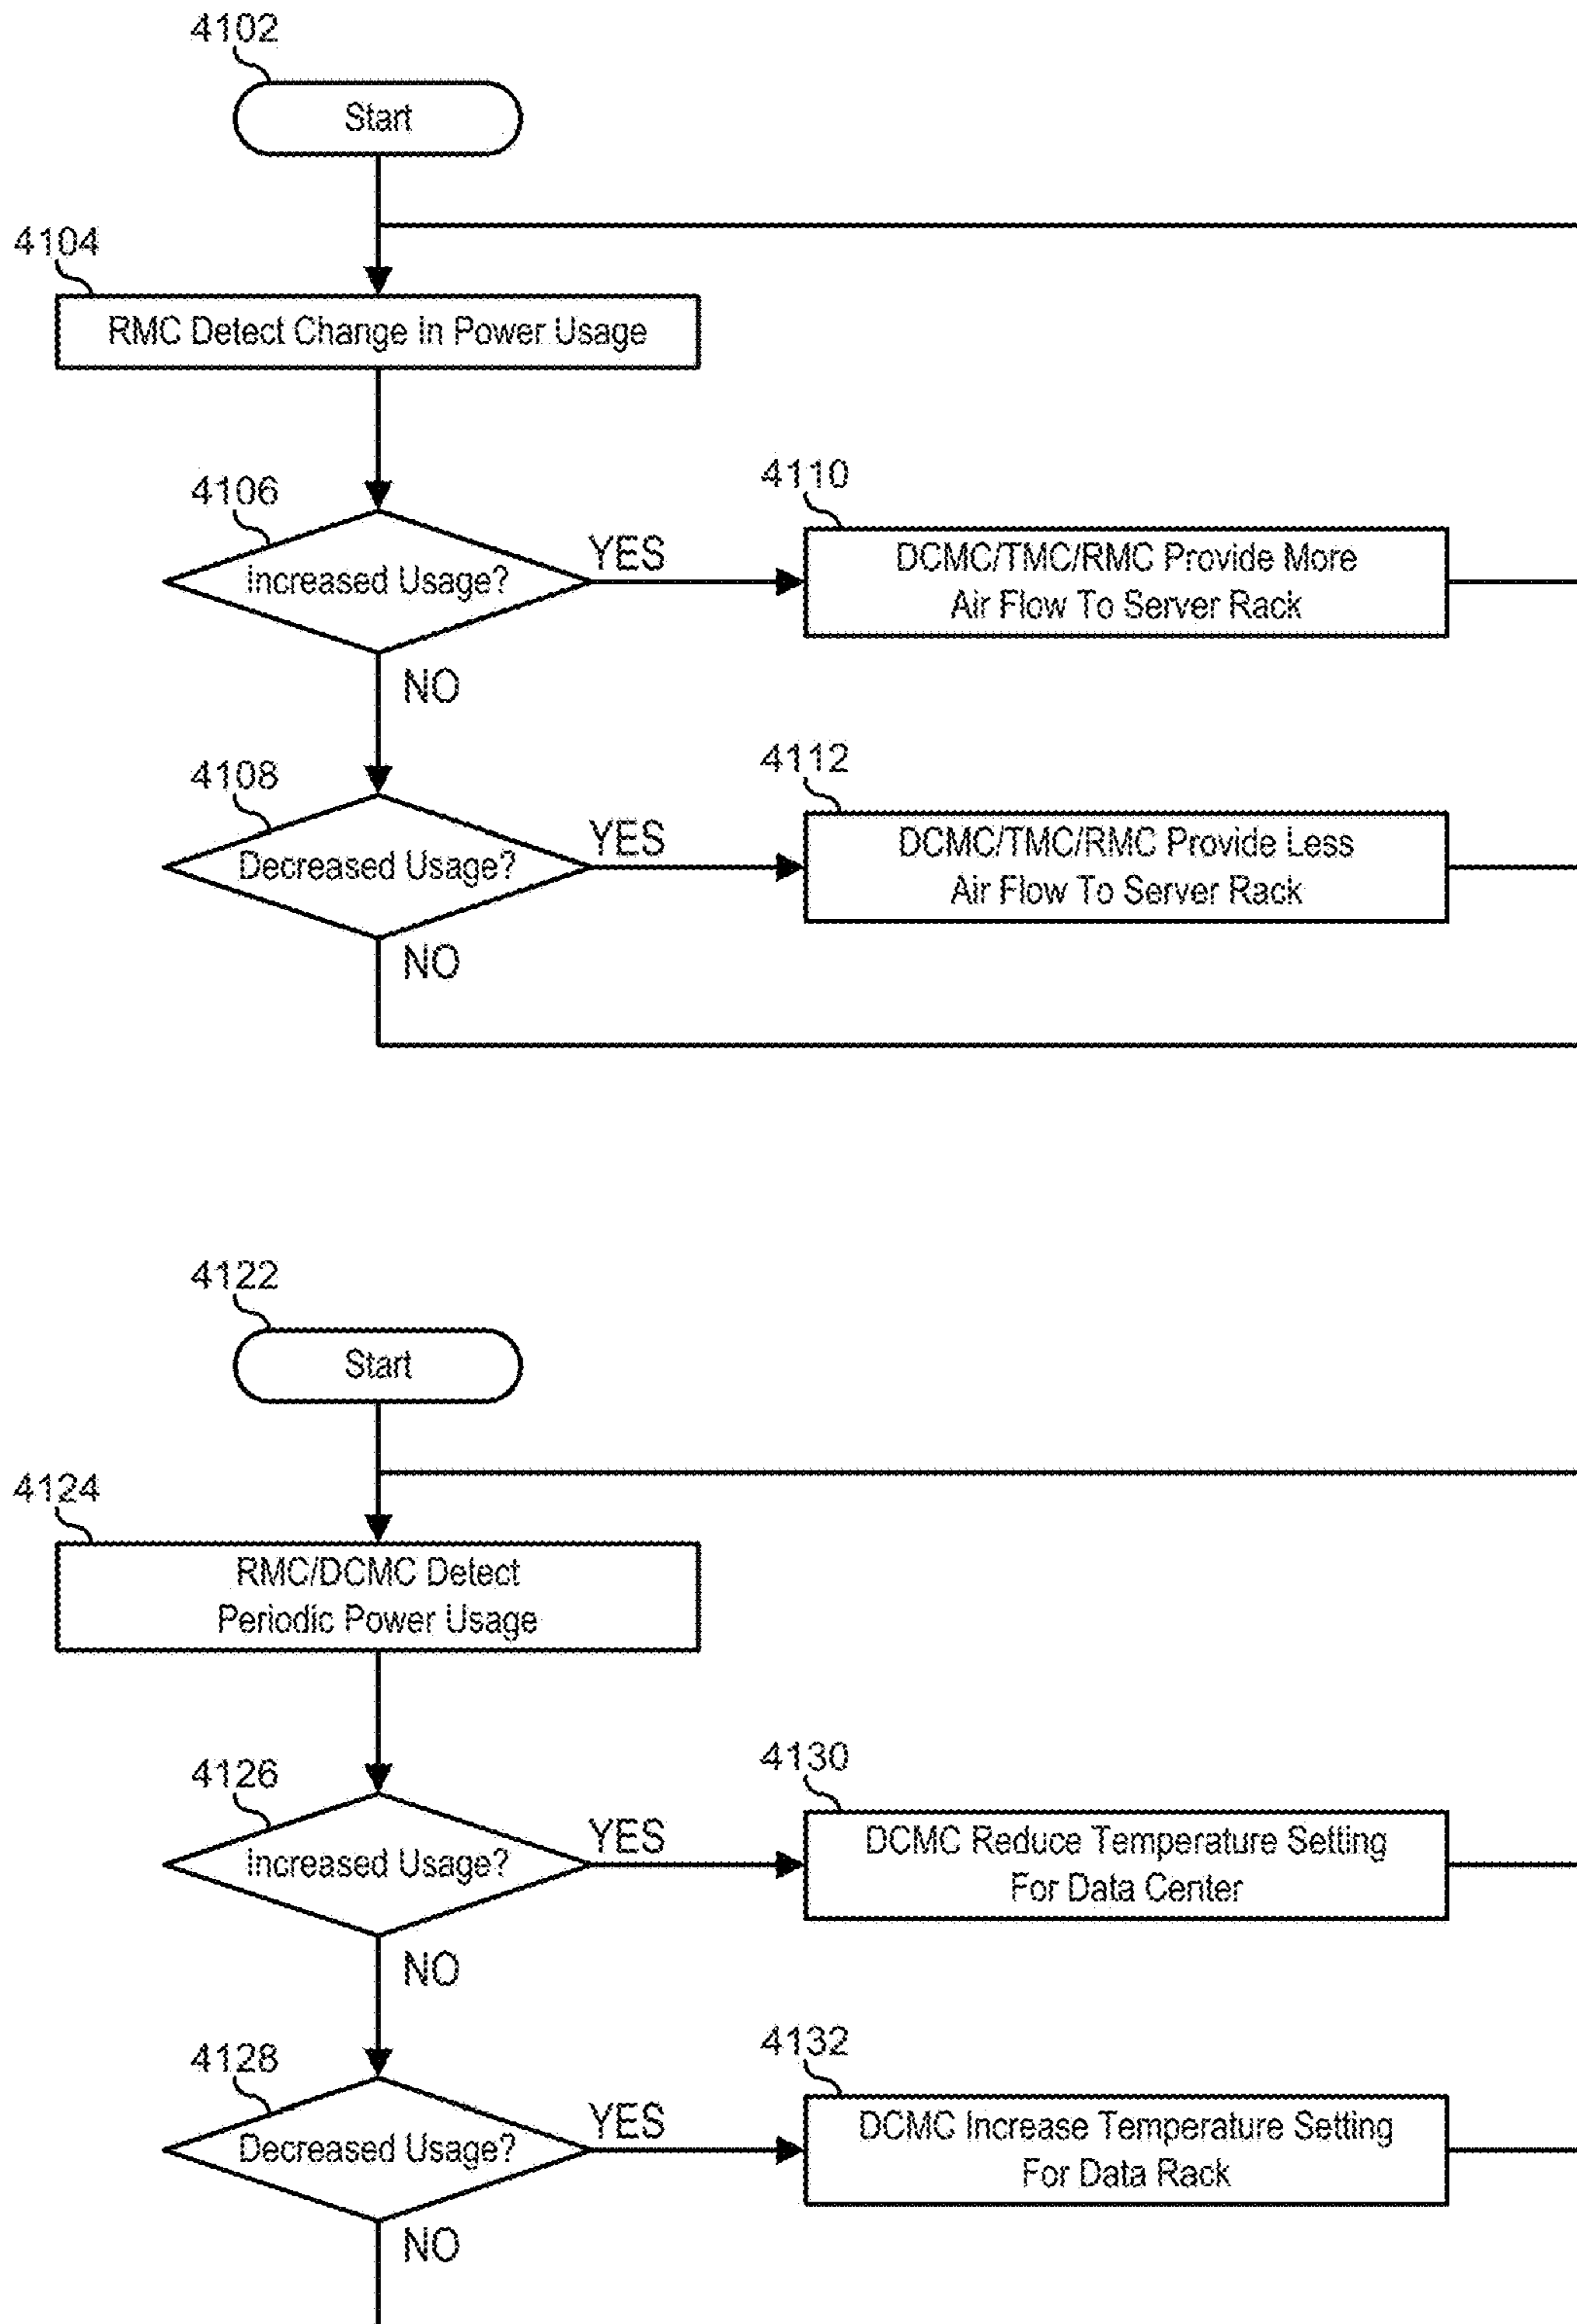 4102
Start
4104
RMC Detect Change In Power Usage
4106
Increased Usage?
YES
4110
DCMC/TMC/RMC Provide More
Air Flow To Server Rack
NO
4108
Decreased Usage?
YES
4112
DCMC/TMC/RMC Provide Less
Air Flow To Server Rack
NO
4122
Start
4124
RMC/DCMC Detect
Periodic Power Usage
4126
Increased Usage?
YES
4130
DCMC Reduce Temperature Setting
For Data Center
NO
4128
Decreased Usage?
YES
4132
DCMC Increase Temperature Setting
For Data Rack
NO